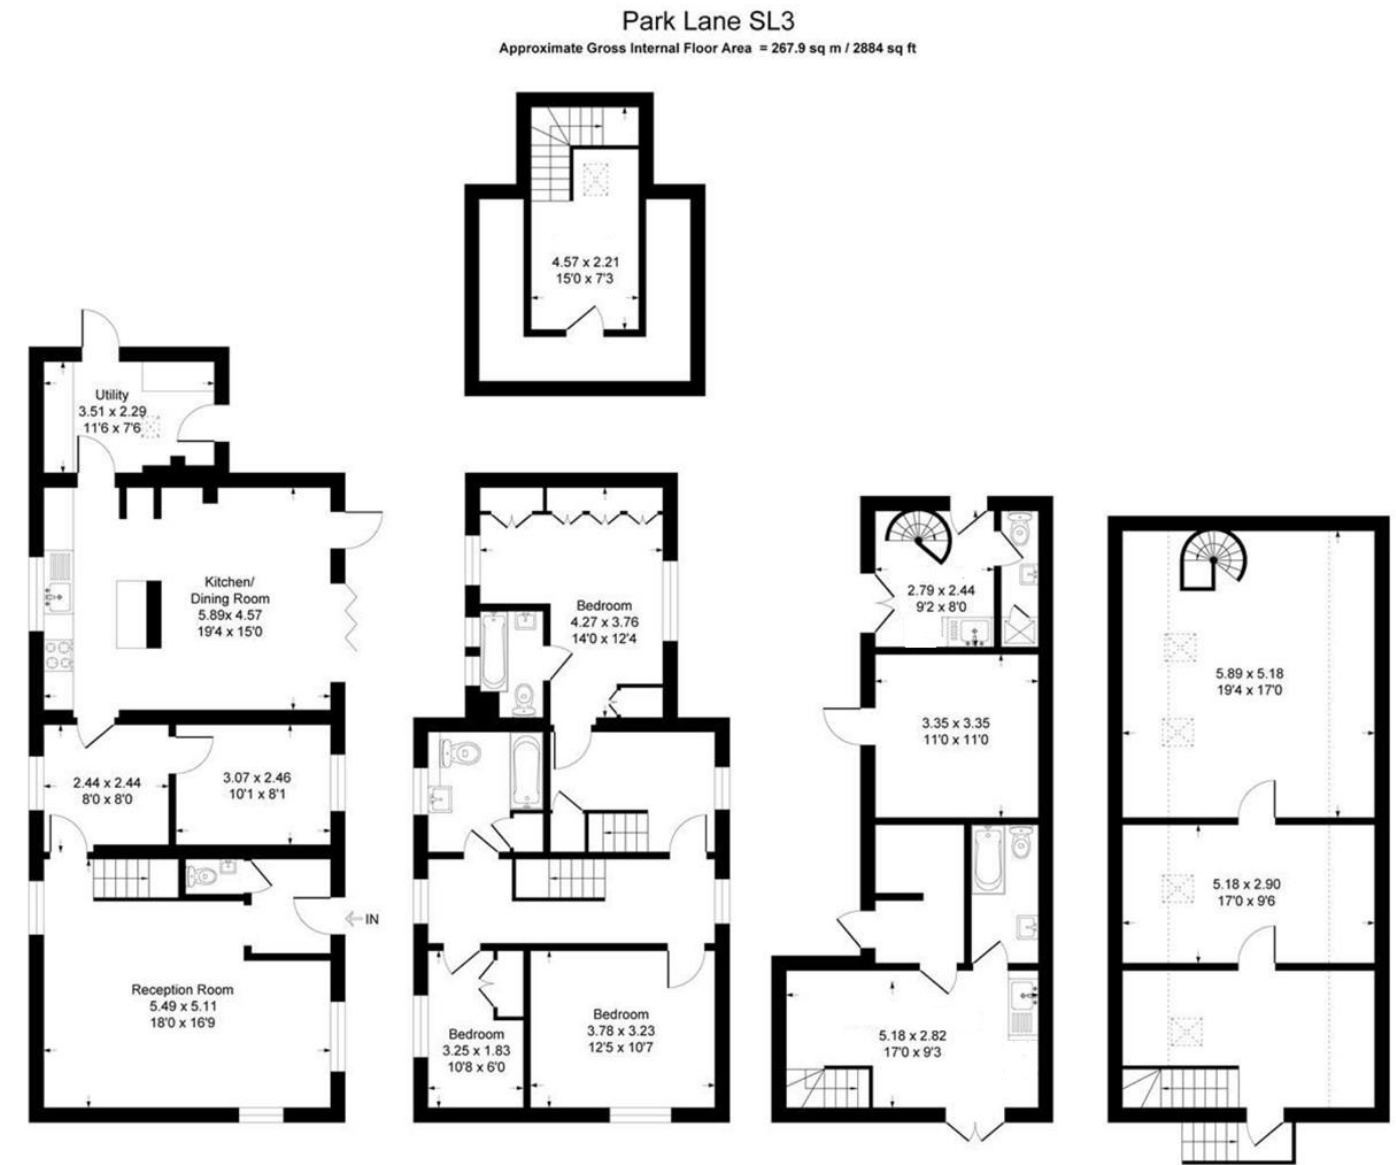 Park Lane SL3
Approximate Gross Internal Floor Area = 267.9 sq m / 2884 sq ft
4.57 x 2.21
15'0 x 7'3
Utility
3.51 x 2.29
11'6 x 7'6
Kitchen/
Dining Room
5.89x 4.57
19'4 x 15'0
2.44 x 2.44
8'0 x 8'0
3.07 x 2.46
10'1 x 8'1
IN
Reception Room
5.49 x 5.11
18'0 x 16'9
Bedroom
4.27 x 3.76
14'0 x 12'4
Bedroom
3.25 x 1.83
10'8 x 6'0
Bedroom
3.78 x 3.23
12'5 x 10'7
2.79 x 2.44
9'2 x 8'0
3.35 x 3.35
11'0 x 11'0
5.18 x 2.82
17'0 x 9'3
5.89 x 5.18
19'4 x 17'0
5.18 x 2.90
17'0 x 9'6